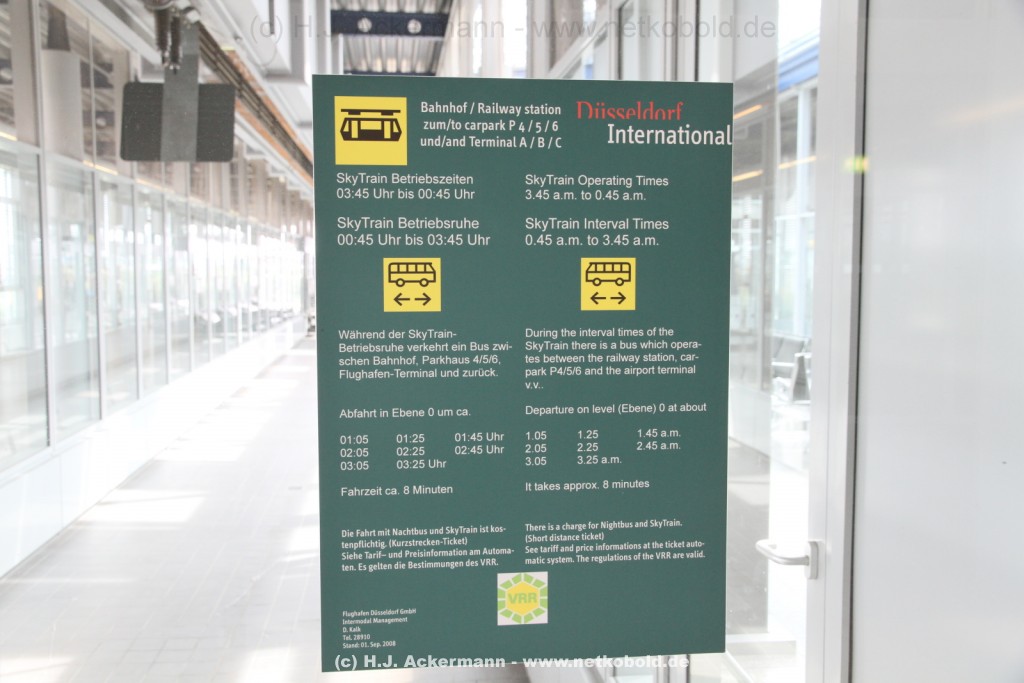 (c) H.J. Ackermann - www.netkobold.de
Bahnhof / Railway station
zum/to carpark P 4 / 5 / 6
und/and Terminal A / B / C
Düsseldorf
International
SkyTrain Betriebszeiten
03:45 Uhr bis 00:45 Uhr
SkyTrain Betriebsruhe
00:45 Uhr bis 03:45 Uhr
Während der SkyTrain-
Betriebsruhe verkehrt ein Bus zwi-
schen Bahnhof, Parkhaus 4/5/6,
Flughafen-Terminal und zurück.
Abfahrt in Ebene 0 um ca.
01:05 01:25 01:45 Uhr
02:05 02:25 02:45 Uhr
03:05 03:25 Uhr
Fahrzeit ca. 8 Minuten
Die Fahrt mit Nachtbus und SkyTrain ist kos-
tenpflichtig. (Kurzstrecken-Ticket)
Siehe Tarif- und Preisinformation am Automa-
ten. Es gelten die Bestimmungen des VRR.
SkyTrain Operating Times
3.45 a.m. to 0.45 a.m.
SkyTrain Interval Times
0.45 a.m. to 3.45 a.m.
During the interval times of the
SkyTrain there is a bus which opera-
tes between the railway station, car-
park P4/5/6 and the airport terminal
v.v..
Departure on level (Ebene) 0 at about
1.05 1.25 1.45 a.m.
2.05 2.25 2.45 a.m.
3.05 3.25 a.m.
It takes approx. 8 minutes
There is a charge for Nightbus and SkyTrain.
(Short distance ticket)
See tariff and price informations at the ticket auto-
matic system. The regulations of the VRR are valid.
VRR
Flughafen Düsseldorf GmbH
Intermodal Management
D. Kalk
Tel. 28910
Stand: 01. Sep. 2008
(c) H.J. Ackermann - www.netkobold.de